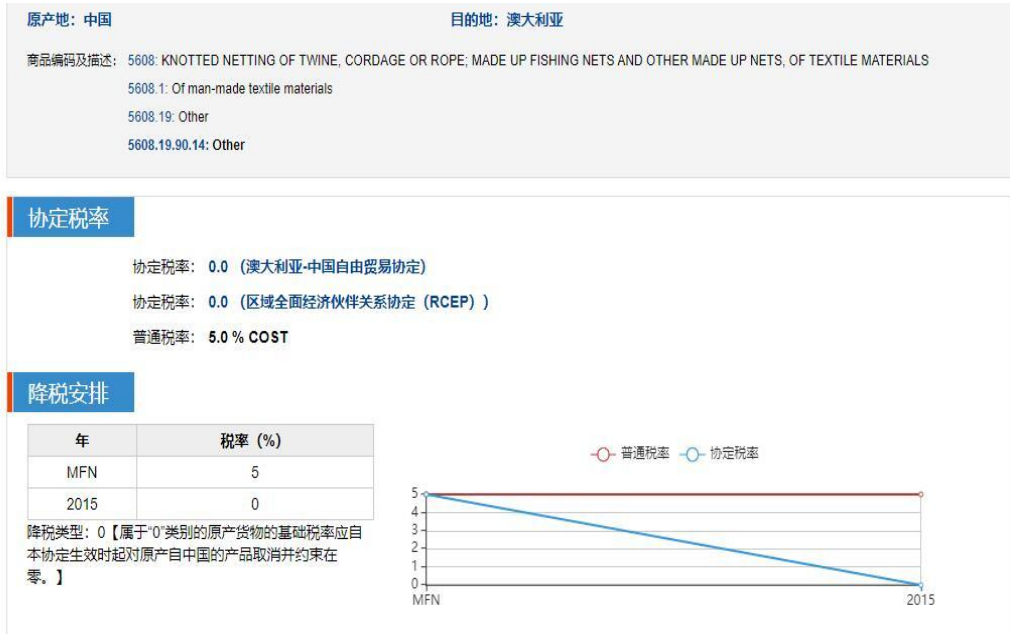 原产地：中国 目的地：澳大利亚
商品编码及描述： 5608: KNOTTED NETTING OF TWINE, CORDAGE OR ROPE; MADE UP FISHING NETS AND OTHER MADE UP NETS, OF TEXTILE MATERIALS
5608.1: Of man-made textile materials
5608.19: Other
5608.19.90.14: Other
协定税率
协定税率： 0.0 （澳大利亚-中国自由贸易协定）
协定税率： 0.0 （区域全面经济伙伴关系协定（RCEP））
普通税率： 5.0 % COST
降税安排
年 税率（%）
MFN 5
2015 0
降税类型：0【属于“0”类别的原产货物的基础税率应自
本协定生效时起对原产自中国的产品取消并约束在
零。】
普通税率 协定税率
5
4
3
2
1
0
MFN 2015